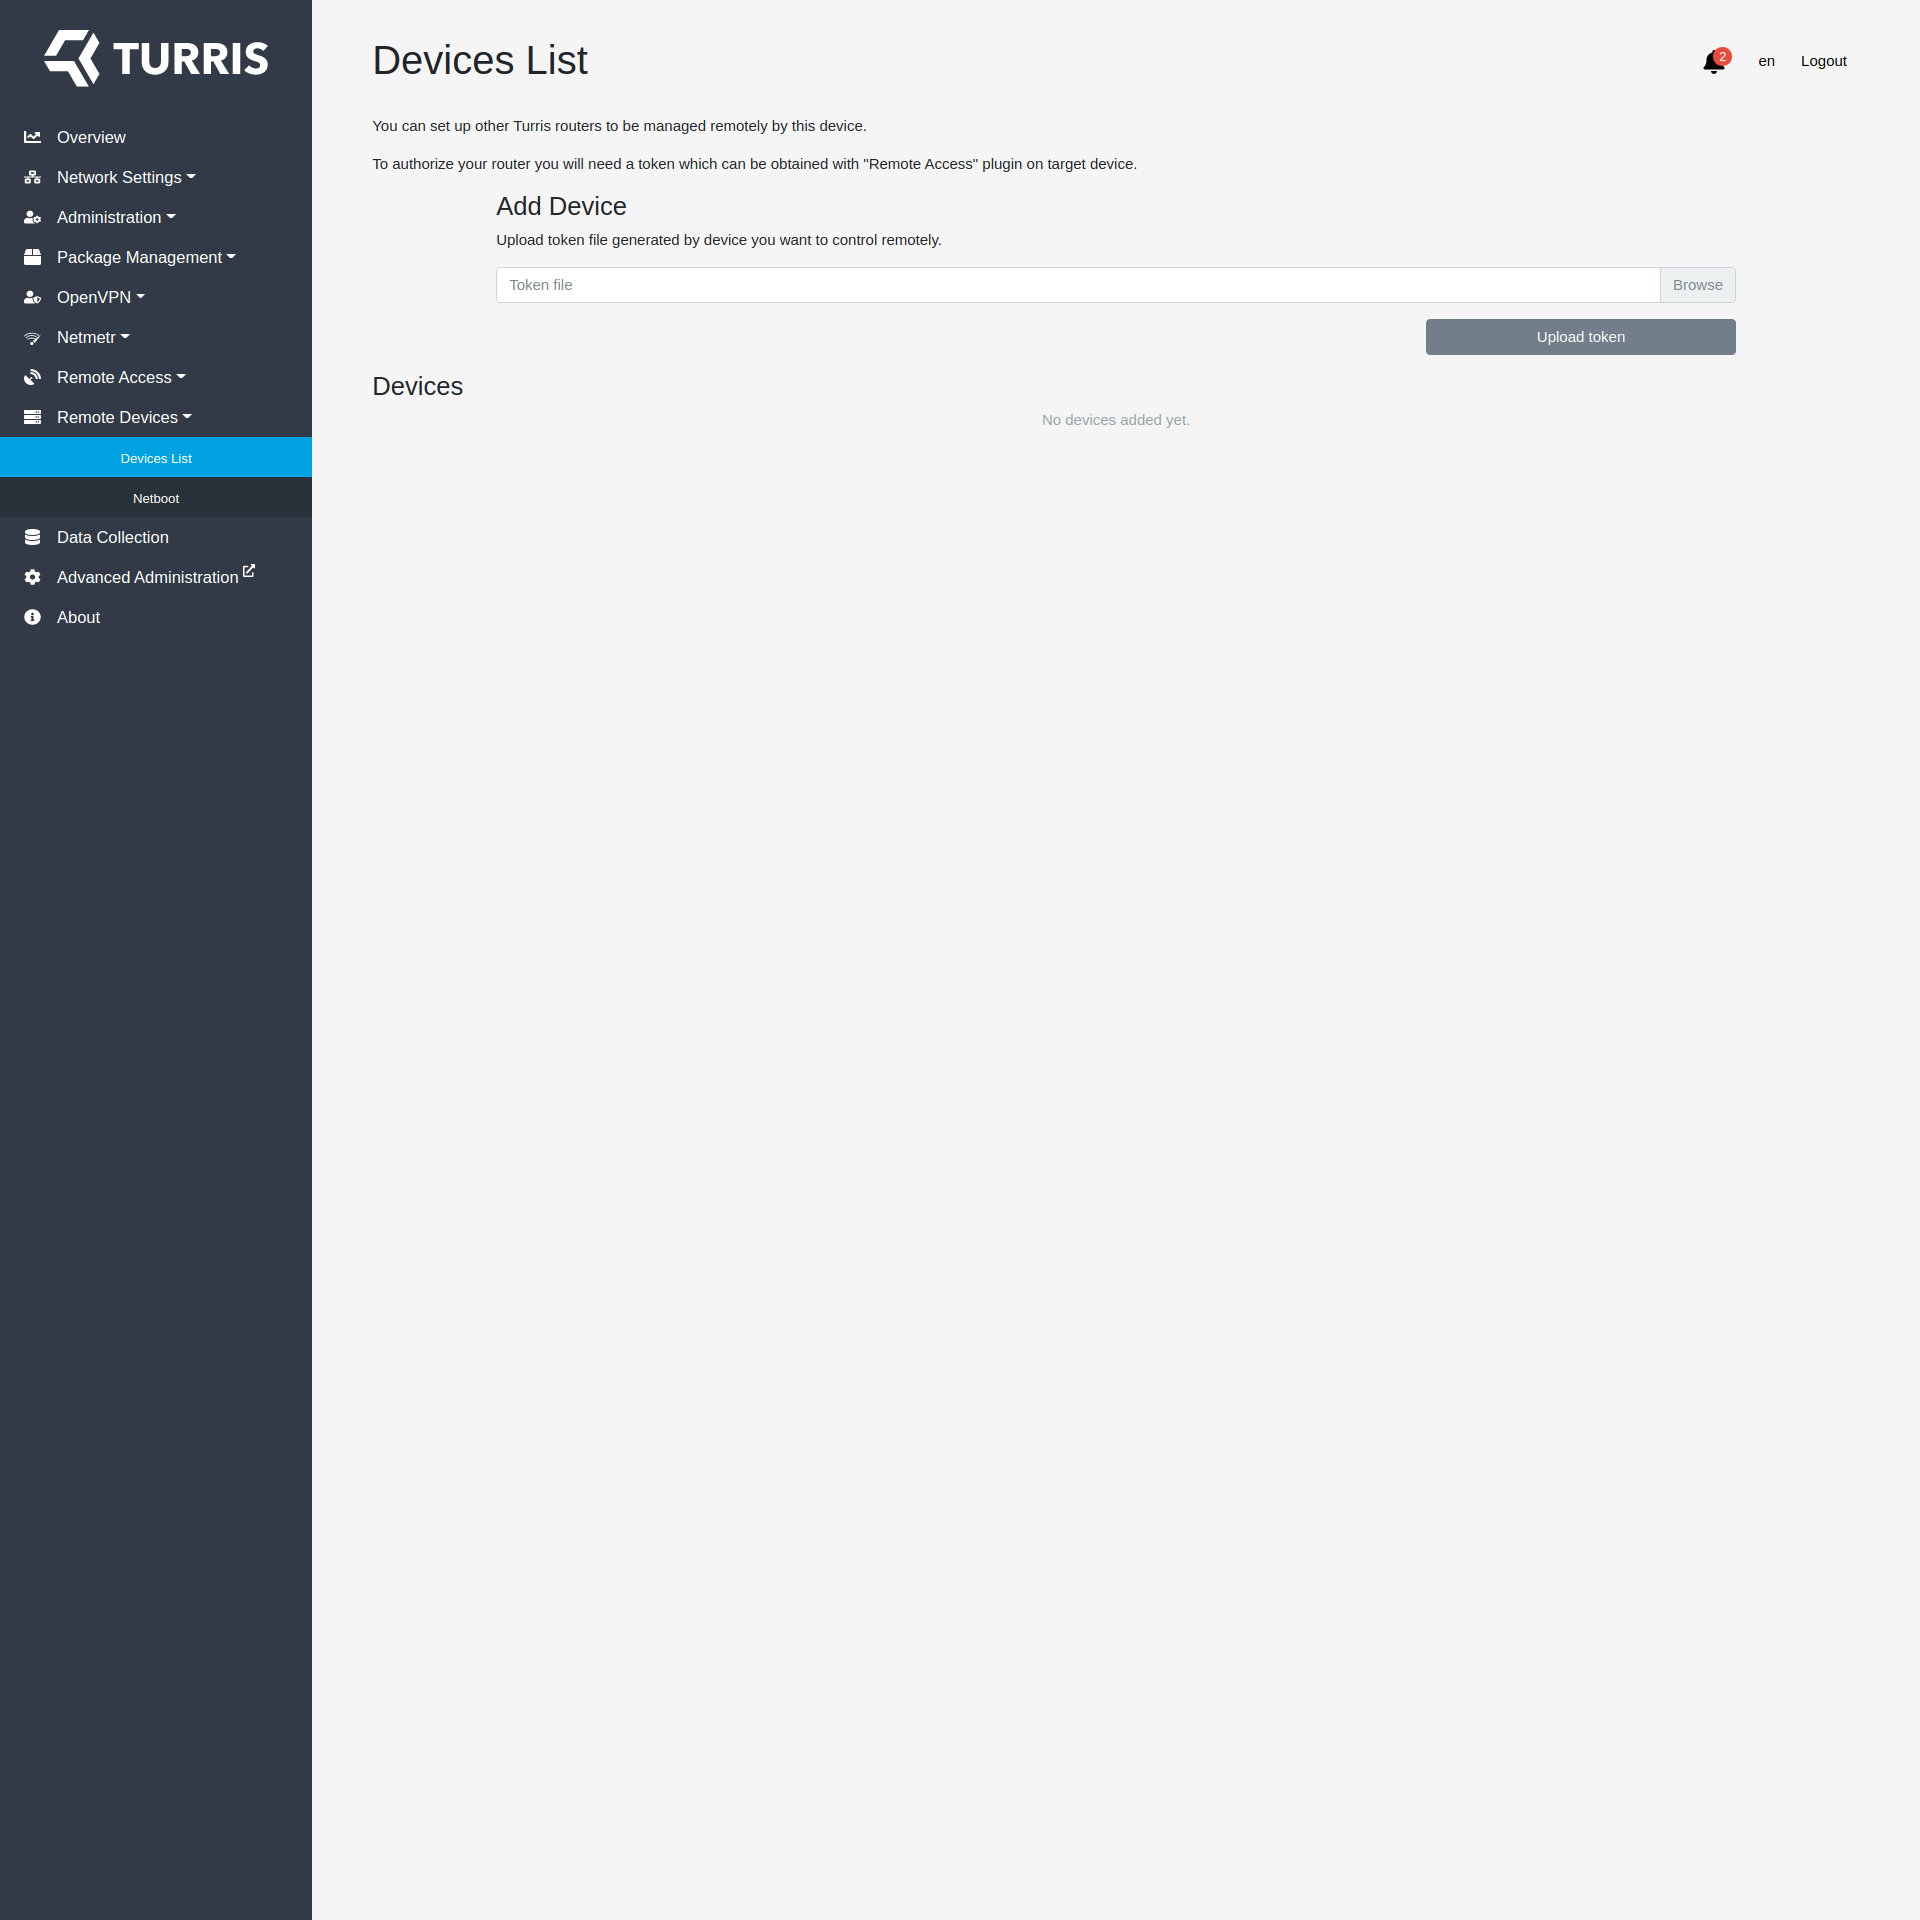 TURRIS
Overview
Network Settings
Administration
Package Management
OpenVPN
Netmetr
Remote Access
Remote Devices
Devices List
Netboot
Data Collection
Advanced Administration
About
Devices List
2
en
Logout
You can set up other Turris routers to be managed remotely by this device.
To authorize your router you will need a token which can be obtained with "Remote Access" plugin on target device.
Add Device
Upload token file generated by device you want to control remotely.
Token file
Browse
Upload token
Devices
No devices added yet.